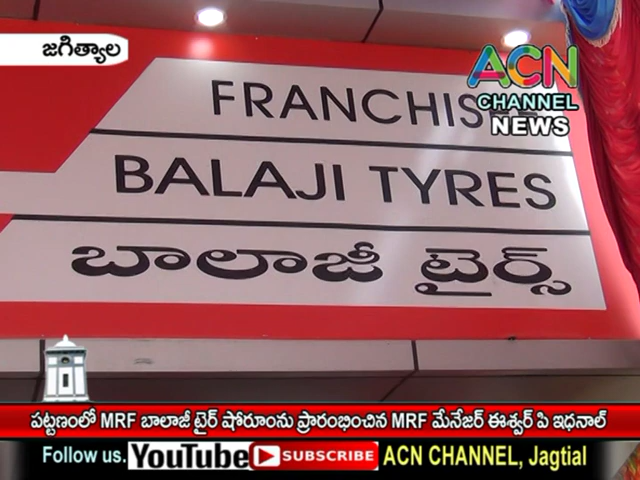 జగిత్యాల
ACN
CHANNEL
NEWS
FRANCHIS
BALAJI TYRES
బాలాజీ టైర్స్
పట్టణంలో MRF బాలాజీ టైర్ షోరూంను ప్రారంభించిన MRF మేనేజర్ ఈశ్వర్ పి ఇధనాల్
Follow us. YouTube SUBSCRIBE ACN CHANNEL, Jagtial